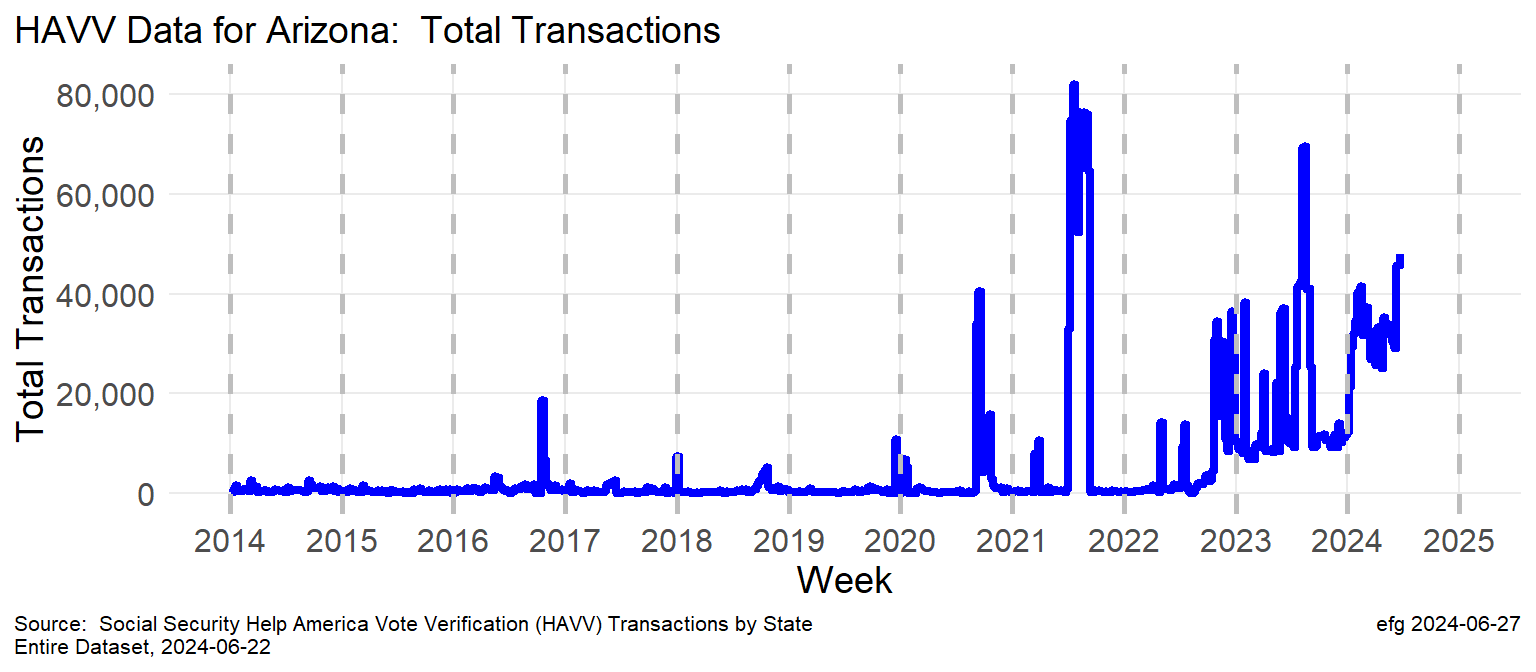 HAVV Data for Arizona:  Total Transactions
Total Transactions
80,000
60,000
40,000
20,000
0
2014 2015 2016 2017 2018 2019 2020 2021 2022 2023 2024 2025
Week
Source:  Social Security Help America Vote Verification (HAVV) Transactions by State
Entire Dataset, 2024-06-22
efg 2024-06-27